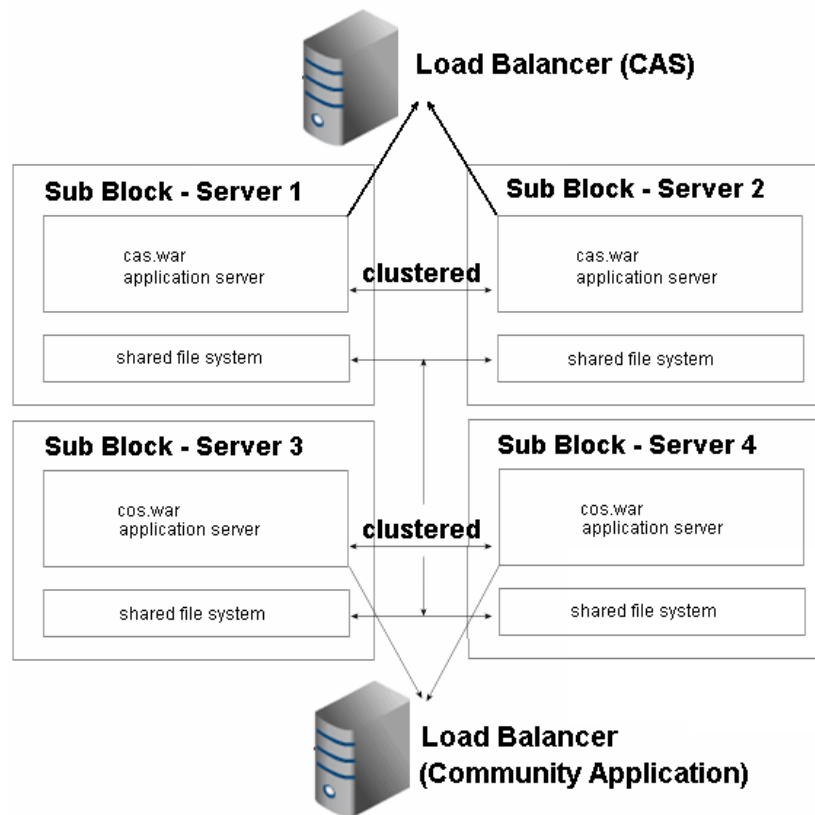 Load Balancer (CAS)
Sub Block - Server 1
Sub Block - Server 2
cas.war
application server
clustered
cas.war
application server
shared file system
shared file system
Sub Block - Server 3
Sub Block - Server 4
cos.war
application server
clustered
cos.war
application server
shared file system
shared file system
Load Balancer
(Community Application)